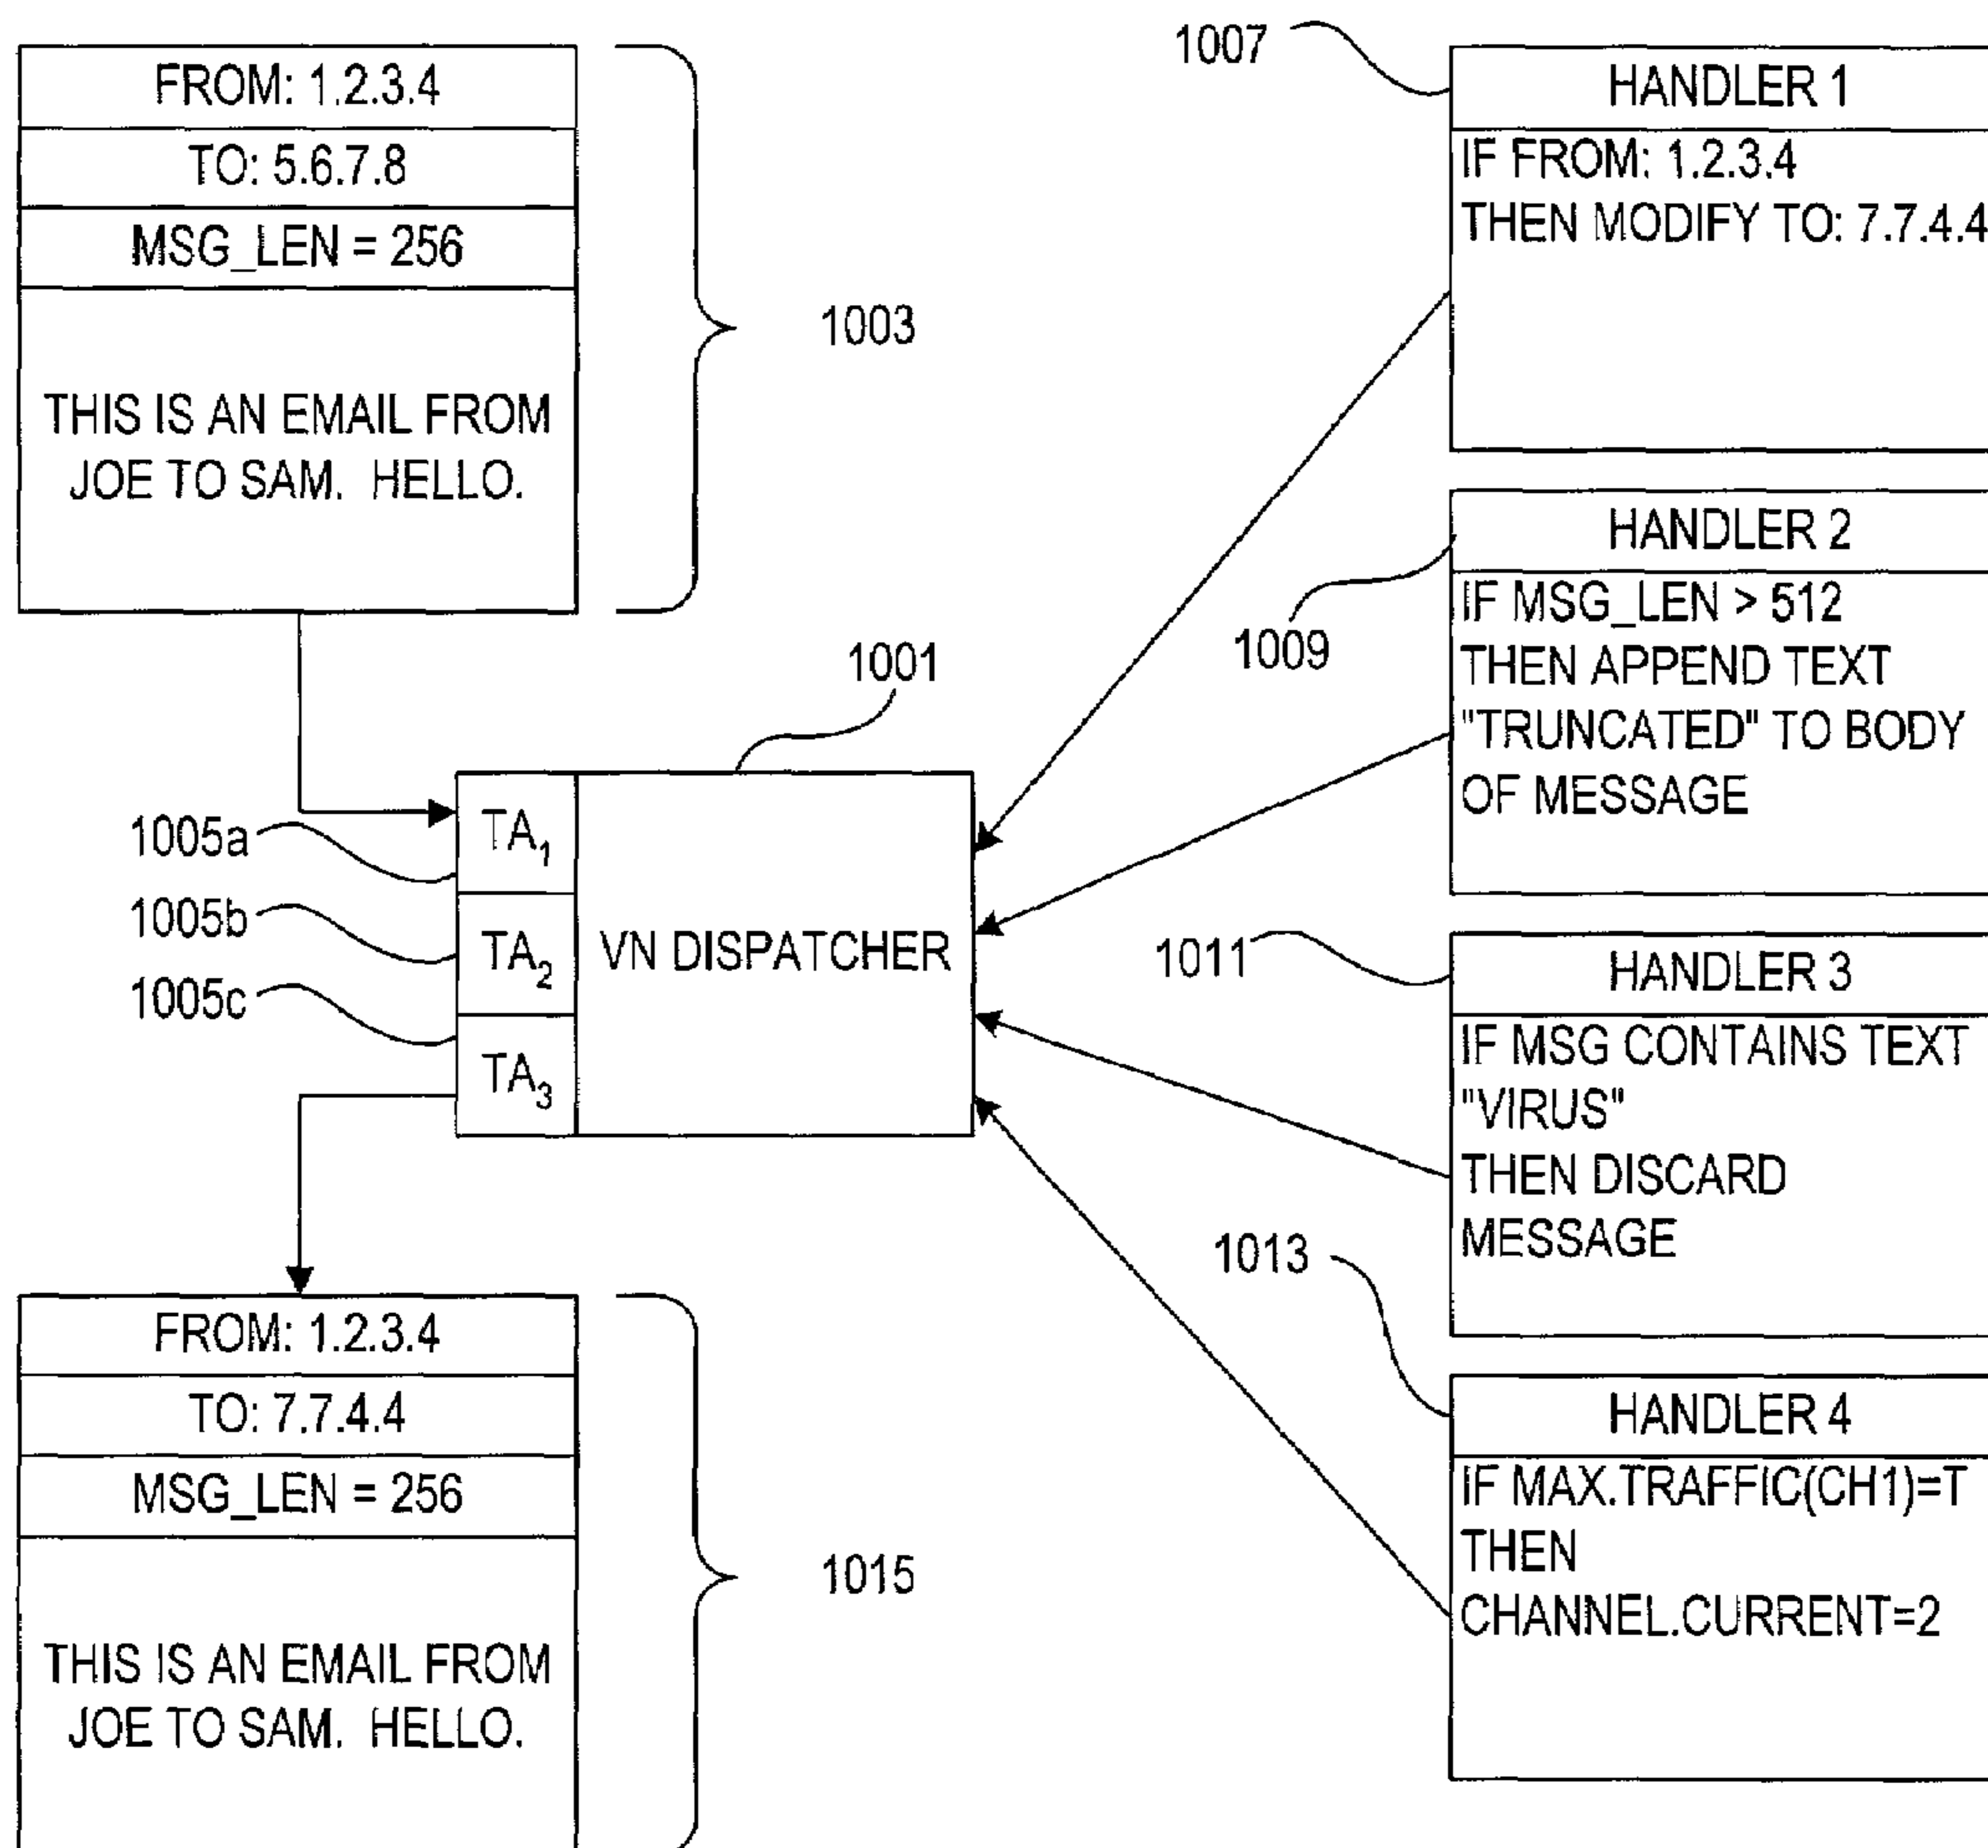 FROM: 1.2.3.4
TO: 5.6.7.8
MSG_LEN = 256
THIS IS AN EMAIL FROM
JOE TO SAM. HELLO.
1003
1007
HANDLER 1
IF FROM: 1.2.3.4
THEN MODIFY TO: 7.7.4.4
1009
HANDLER 2
IF MSG_LEN > 512
THEN APPEND TEXT
"TRUNCATED" TO BODY
OF MESSAGE
1001
1005a
1005b
1005c
TA1
TA2
TA3
VN DISPATCHER
1011
HANDLER 3
IF MSG CONTAINS TEXT
"VIRUS"
THEN DISCARD
MESSAGE
1013
HANDLER 4
IF MAX.TRAFFIC(CH1)=T
THEN
CHANNEL.CURRENT=2
FROM: 1.2.3.4
TO: 7.7.4.4
MSG_LEN = 256
THIS IS AN EMAIL FROM
JOE TO SAM. HELLO.
1015